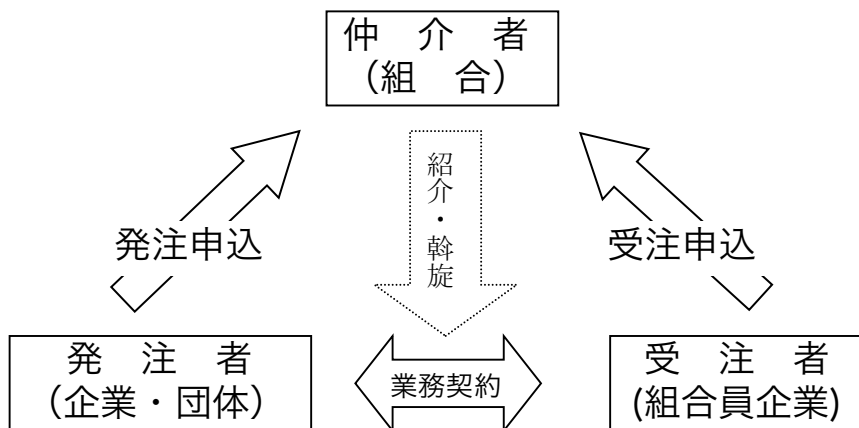 仲　介　者
（組　合）
紹介・斡旋
発注申込
受注申込
発　注　者
（企業・団体）
業務契約
受　注　者
(組合員企業)